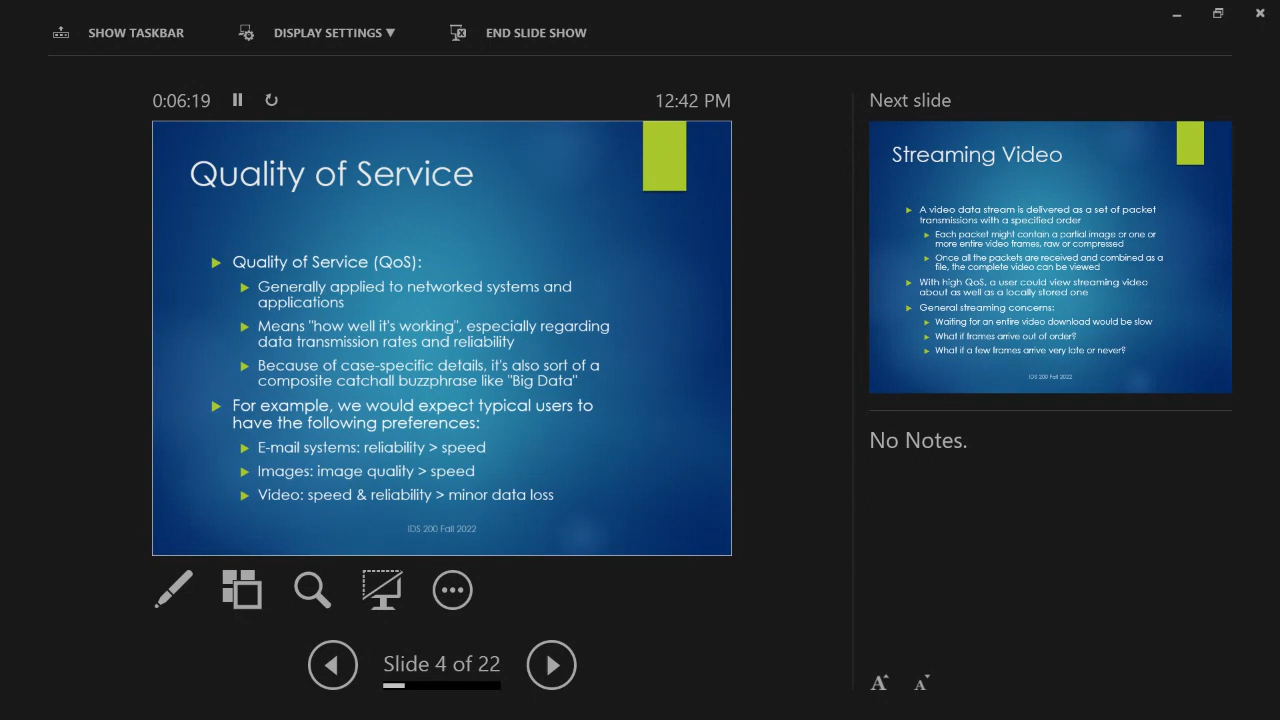 SHOW TASKBAR
DISPLAY SETTINGS ▼
END SLIDE SHOW
0:06:19
12:42 PM
Quality of Service
Quality of Service (QoS):
Generally applied to networked systems and
applications
Means "how well it's working", especially regarding
data transmission rates and reliability
Because of case-specific details, it's also sort of a
composite catchall buzzphrase like "Big Data"
For example, we would expect typical users to
have the following preferences:
E-mail systems: reliability > speed
Images: image quality > speed
Video: speed & reliability > minor data loss
IDS 200 Fall 2022
Slide 4 of 22
Next slide
Streaming Video
A video data stream is delivered as a set of packet
transmissions with a specified order
Each packet might contain a partial image or one or
more entire video frames, raw or compressed
Once all the packets are received and combined as a
file, the complete video can be viewed
With high QoS, a user could view streaming video
about as well as a locally stored one
General streaming concerns:
Waiting for an entire video download would be slow
What if frames arrive out of order?
What if a few frames arrive very late or never?
IDS 200 Fall 2022
No Notes.
A A